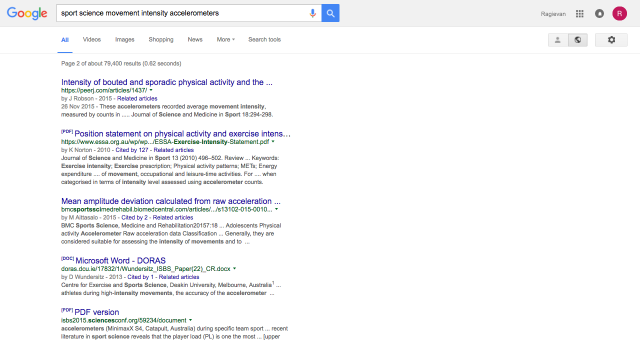 Google
sport science movement intensity accelerometers
Ragiavan
R
All Videos Images Shopping News More Search tools
Page 2 of about 79,400 results (0.62 seconds)
Intensity of bouted and sporadic physical activity and the ...
https://peerj.com/articles/1437/
by J Robson - 2015 - Related articles
26 Nov 2015 - These accelerometers recorded average movement intensity,
measured by counts in ..... Journal of Science and Medicine in Sport 18:294-298.
[PDF] Position statement on physical activity and exercise intens...
https://www.essa.org.au/wp/wp.../ESSA-Exercise-Intensity-Statement.pdf
by K Norton - 2010 - Cited by 127 - Related articles
Journal of Science and Medicine in Sport 13 (2010) 496–502. Review ... Keywords:
Exercise intensity; Exercise prescription; Physical activity patterns; METs; Energy
expenditure .... of movement, occupational and leisure-time activities. For .... when
categorised in terms of intensity level assessed using accelerometer counts.
Mean amplitude deviation calculated from raw acceleration ...
bmcsportsscimedrehabil.biomedcentral.com/articles/.../s13102-015-0010...
by M Aittasalo - 2015 - Cited by 2 - Related articles
BMC Sports Science, Medicine and Rehabilitation20157:18 ... Adolescents Physical
activity Accelerometer Raw acceleration data Classification ... Generally, they are
considered suitable for assessing the intensity of movements and to ...
[DOC] Microsoft Word - DORAS
doras.dcu.ie/17832/1/Wundersitz_ISBS_Paper(22)_CR.docx
by D Wundersitz - 2013 - Cited by 1 - Related articles
Centre for Exercise and Sports Science, Deakin University, Melbourne, Australia1 ...
athletes during high-intensity movements, the accuracy of the accelerometer ...
[PDF] PDF version
isbs2015.sciencesconf.org/59234/document
accelerometers (MinimaxX S4, Catapult, Australia) during specific team sport ... recent
literature in sport science reveals that the player load (PL) is one the most ... [upper